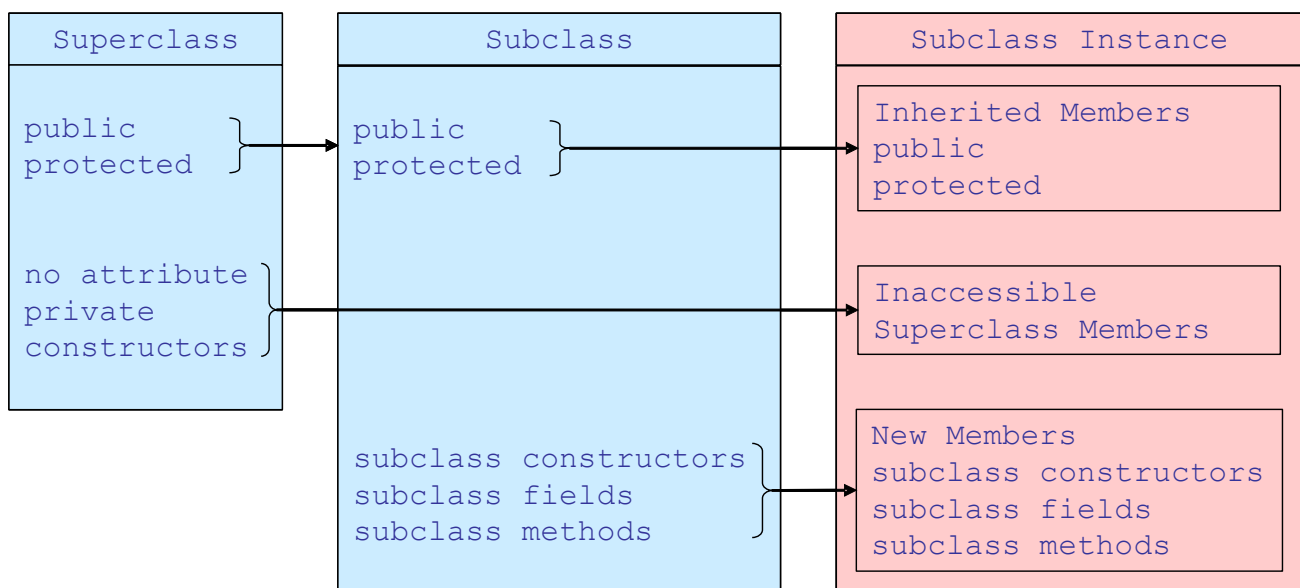 Superclass
public
protected
no attribute
private
constructors
Subclass
public
protected
subclass constructors
subclass fields
subclass methods
Subclass Instance
Inherited Members
public
protected
Inaccessible
Superclass Members
New Members
subclass constructors
subclass fields
subclass methods